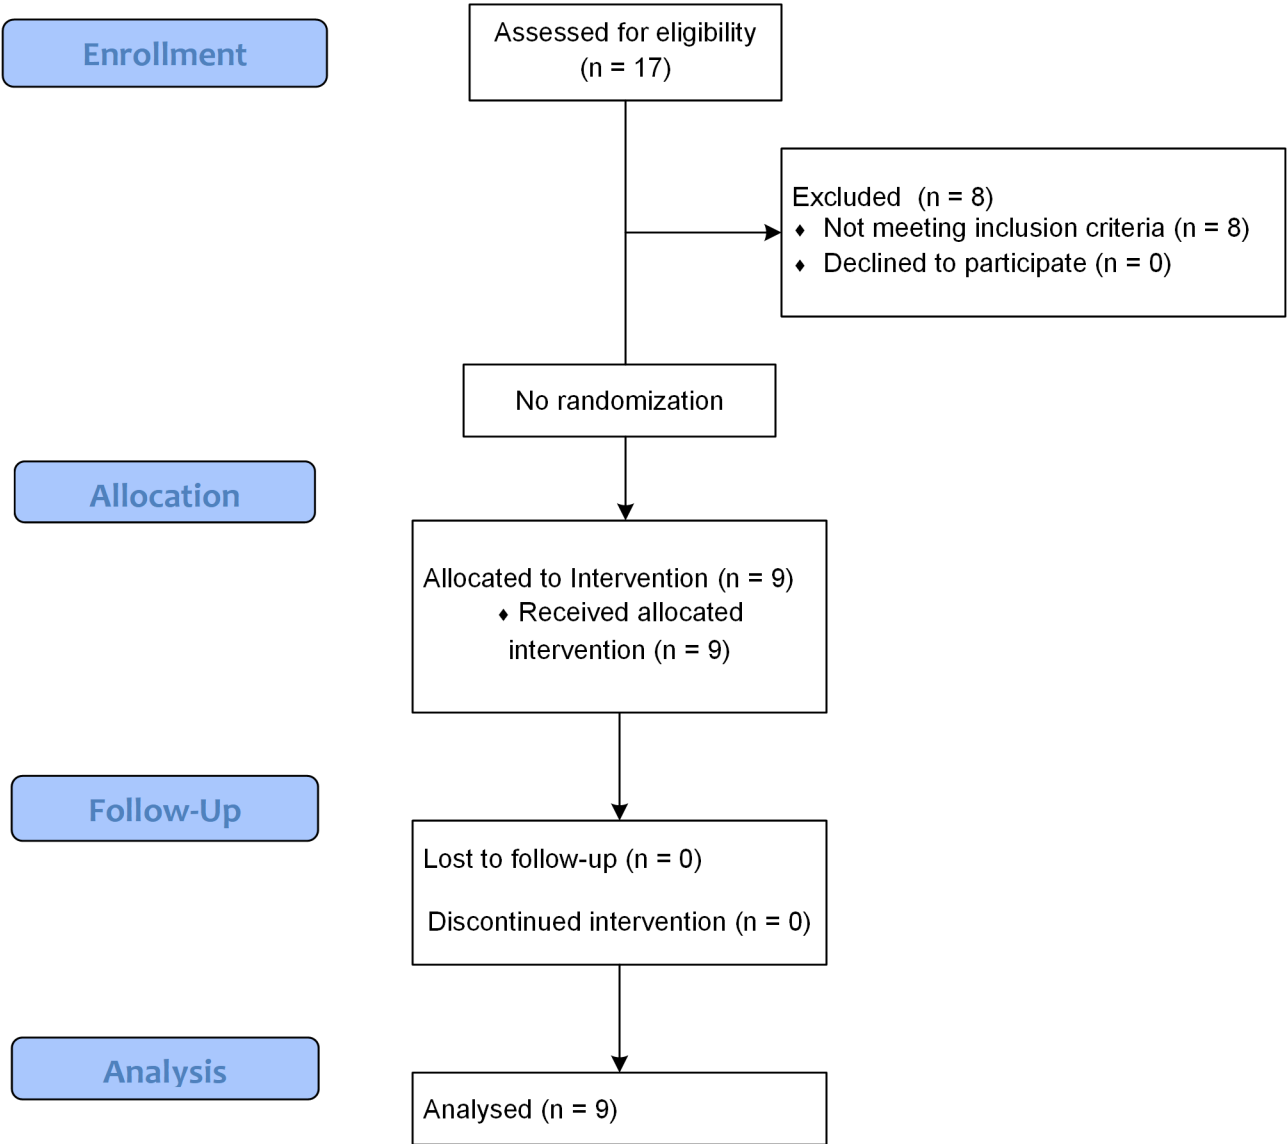 Enrollment
Assessed for eligibility
(n = 17)
Excluded  (n = 8)
♦ Not meeting inclusion criteria (n = 8)
♦ Declined to participate (n = 0)
No randomization
Allocation
Allocated to Intervention (n = 9)
♦ Received allocated
intervention (n = 9)
Follow-Up
Lost to follow-up (n = 0)
Discontinued intervention (n = 0)
Analysis
Analysed (n = 9)